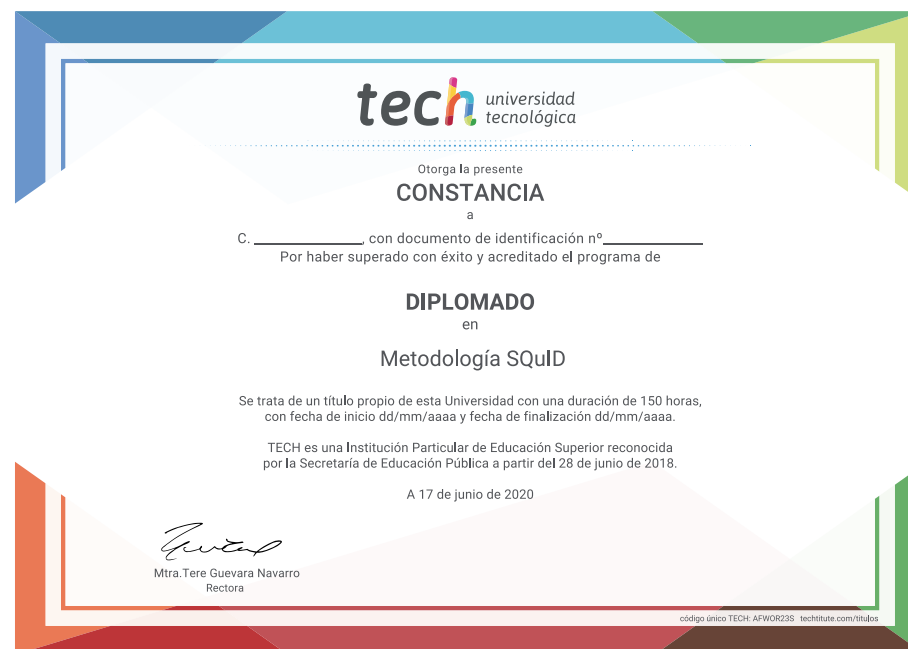 tech universidad
tecnológica
Otorga la presente
CONSTANCIA
a
C. ____________, con documento de identificación nº___________
Por haber superado con éxito y acreditado el programa de
DIPLOMADO
en
Metodología SQuID
Se trata de un título propio de esta Universidad con una duración de 150 horas,
con fecha de inicio dd/mm/aaaa y fecha de finalización dd/mm/aaaa.
TECH es una Institución Particular de Educación Superior reconocida
por la Secretaría de Educación Pública a partir del 28 de junio de 2018.
A 17 de junio de 2020
Mtra.Tere Guevara Navarro
Rectora
código único TECH: AFWOR23S techtitute.com/titulos